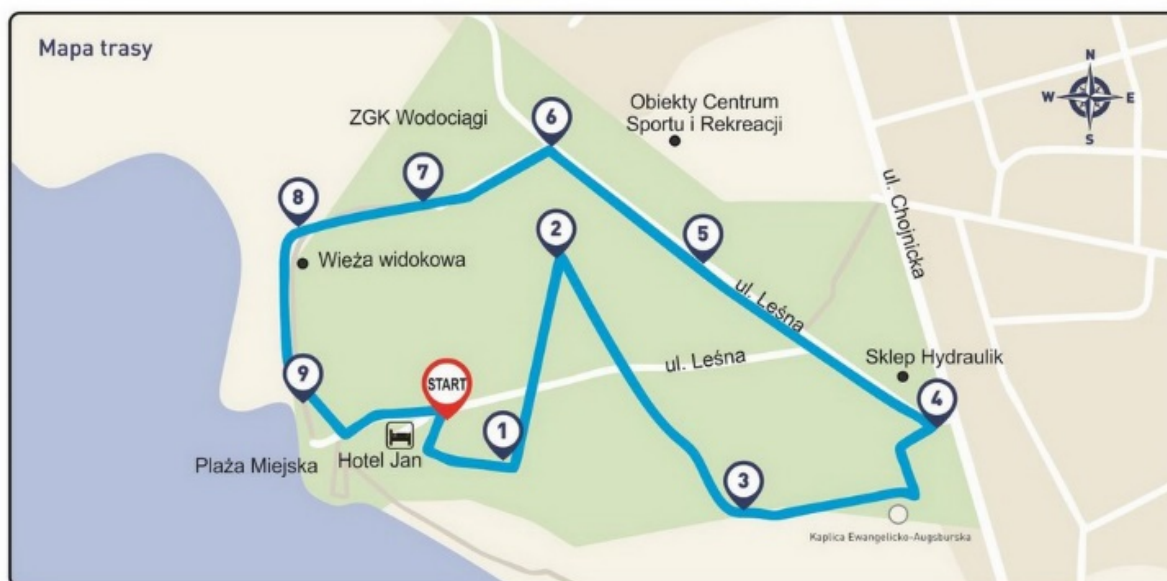 Mapa trasy
N
W E
S
ZGK Wodociągi
6
Obiekty Centrum
Sportu i Rekreacji
7
8
2
5
ul. Chojnicka
Wieża widokowa
ul. Leśna
ul. Leśna
Sklep Hydraulik
START
9
4
1
Plaża Miejska
Hotel Jan
3
Kaplica Ewangelicko-Augsburska